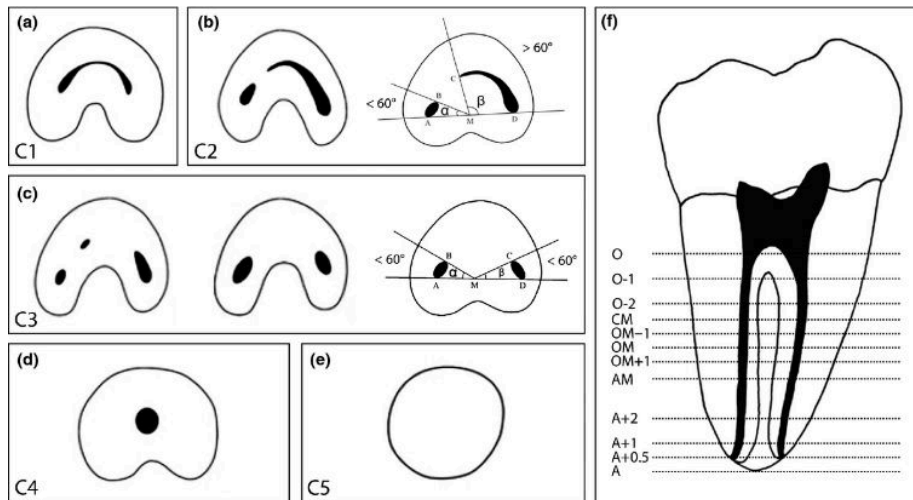 (a)
C1
(b)
C2
< 60°
> 60°
A
B
α
M
β
C
D
(c)
C3
< 60°
< 60°
A
B
α
M
β
C
D
(d)
C4
(e)
C5
(f)
O
O-1
O-2
CM
OM−1
OM
OM+1
AM
A+2
A+1
A+0.5
A